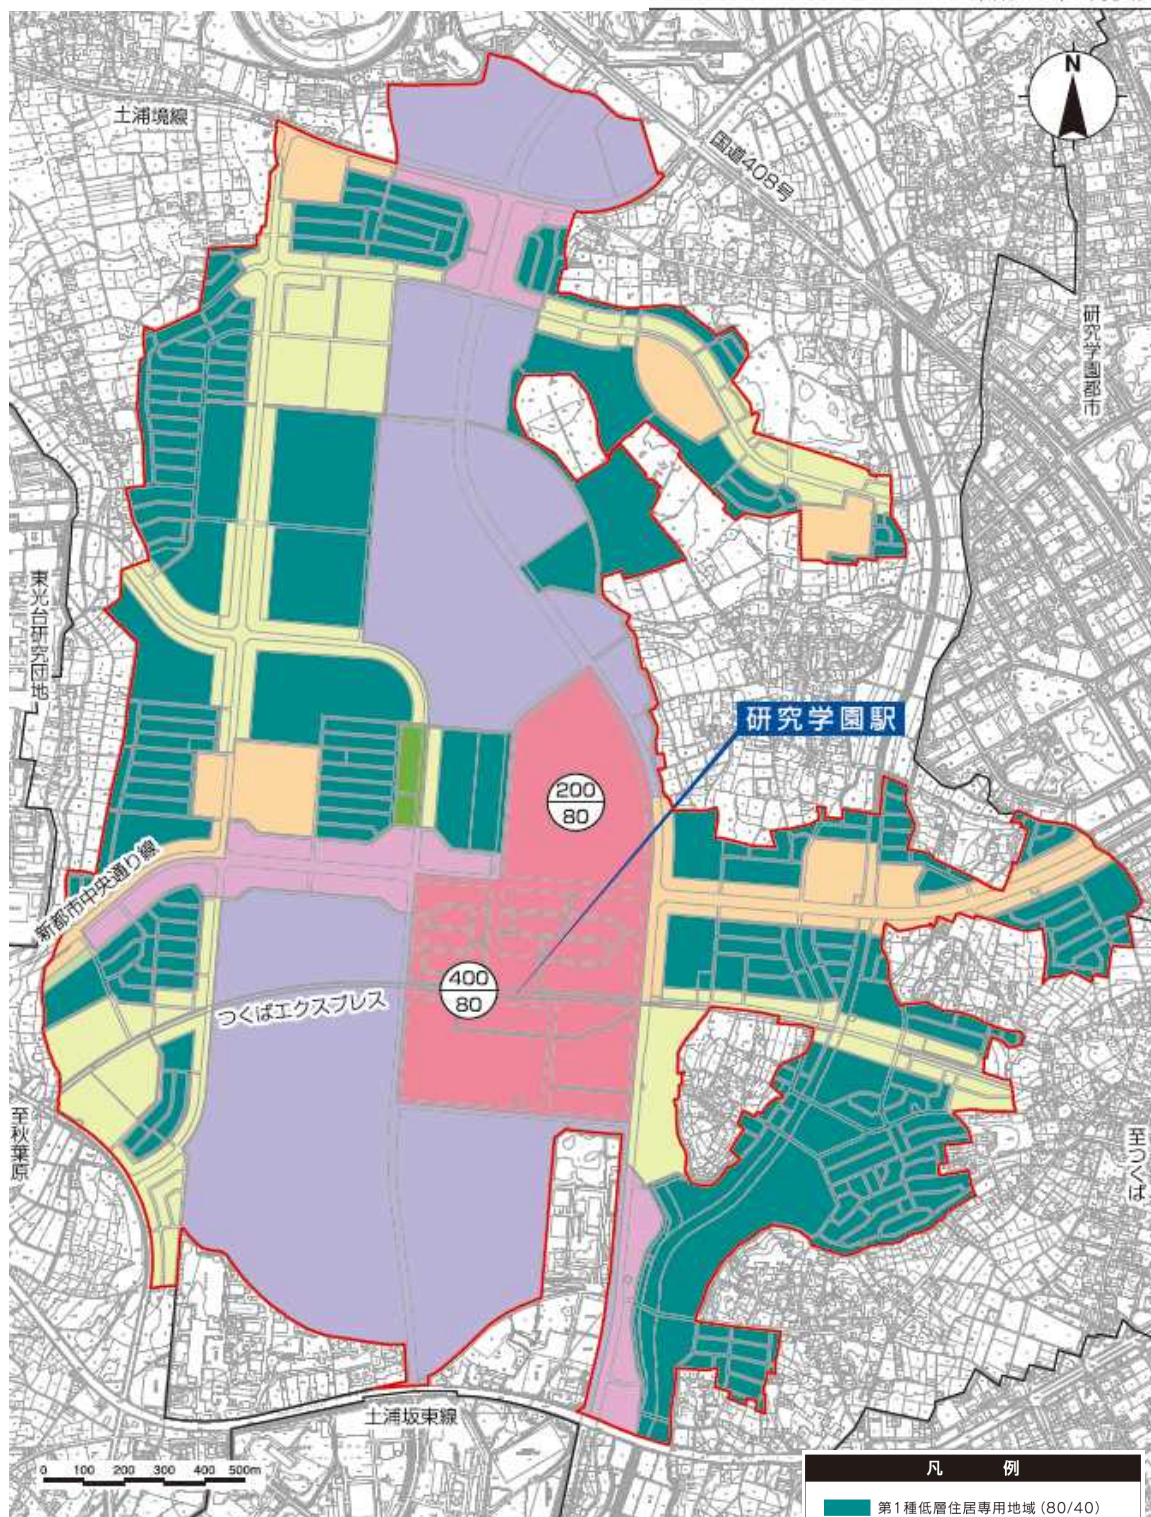 N
土浦境線
国道408号
研究学園都市
東光台研究団地
研究学園駅
200
80
新都市中央通り線
400
80
つくばエクスプレス
至秋葉原
至つくば
土浦坂東線
0 100 200 300 400 500m
凡 例
第1種低層住居専用地域 (80/40)